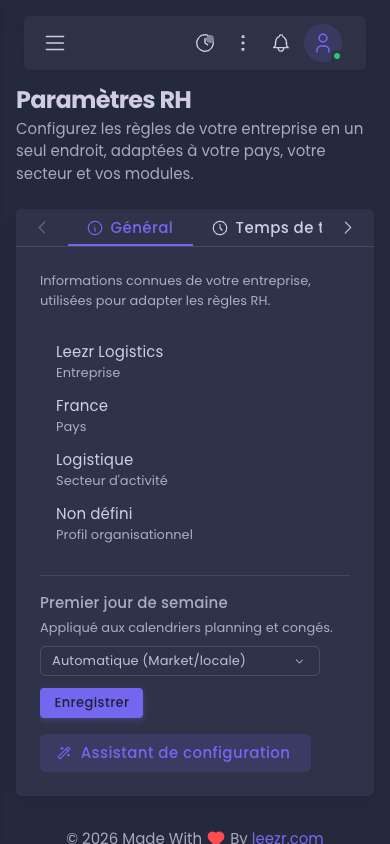 Paramètres RH
Configurez les règles de votre entreprise en un
seul endroit, adaptées à votre pays, votre
secteur et vos modules.
Général
Temps de t
Informations connues de votre entreprise,
utilisées pour adapter les règles RH.
Leezr Logistics
Entreprise
France
Pays
Logistique
Secteur d'activité
Non défini
Profil organisationnel
Premier jour de semaine
Appliqué aux calendriers planning et congés.
Automatique (Market/locale)
Enregistrer
Assistant de configuration
© 2026 Made With ❤️ By leezr.com